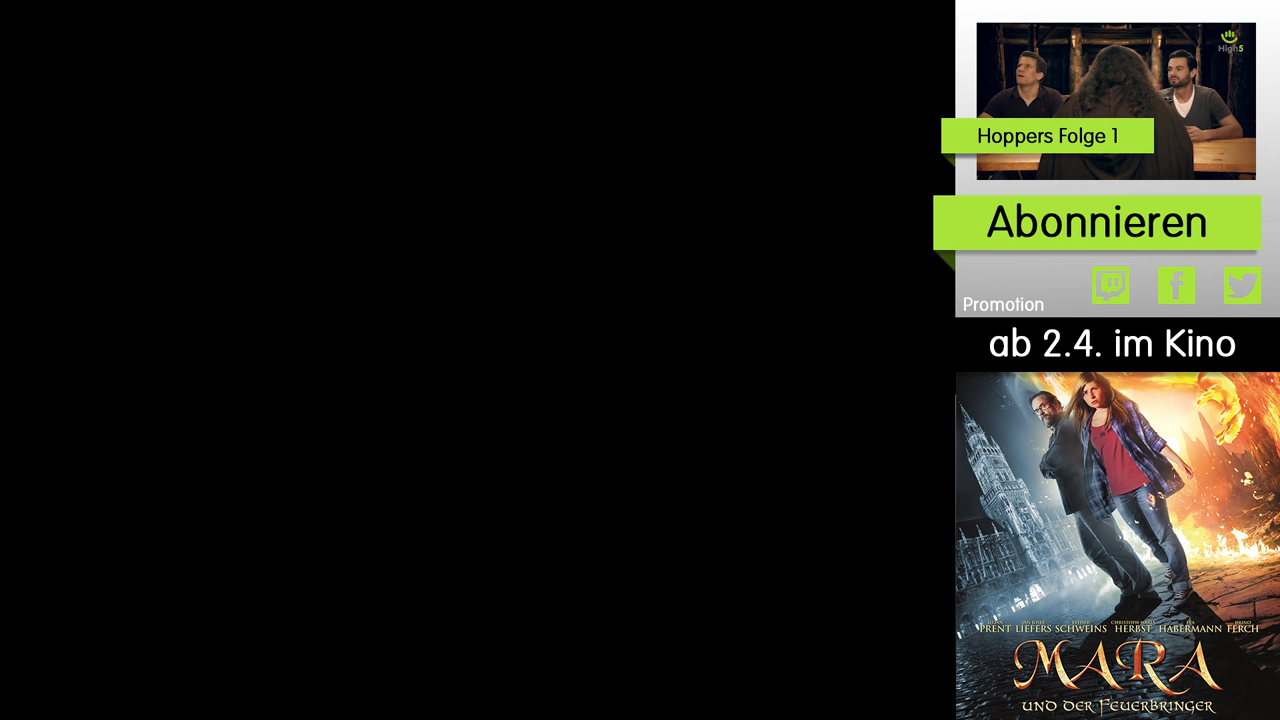 High5
Hoppers Folge 1
Abonnieren
Promotion
ab 2.4. im Kino
PRENT LIEFERS SCHWEINS HERBST HABERMANN FERCH
MARA
UND DER FEUERBRINGER